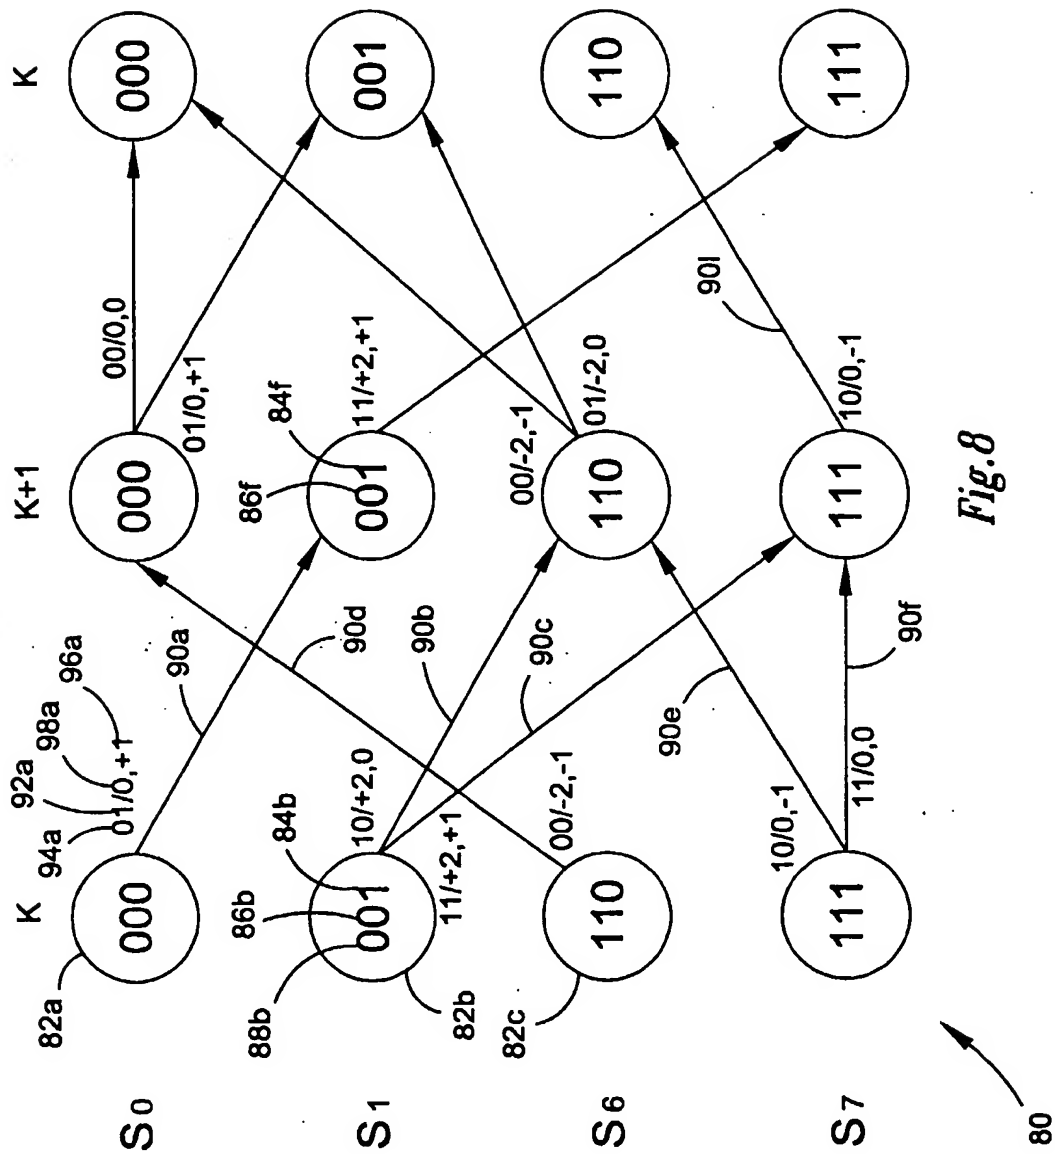 K K+1 K
S0
82a
000
94a
92a
98a
96a
01/0,+1
90a
000
00/0,0
01/0,+1
000
S1
88b
86b
84b
001
82b
10/+2,0
11/+2,+1
90d
90b
86f
84f
001
11/+2,+1
001
S6
82c
110
00/-2,-1
90c
110
00/-2,-1
01/-2,0
110
S7
111
10/0,-1
11/0,0
90e
90f
111
10/0,-1
90l
111
80
Fig.8